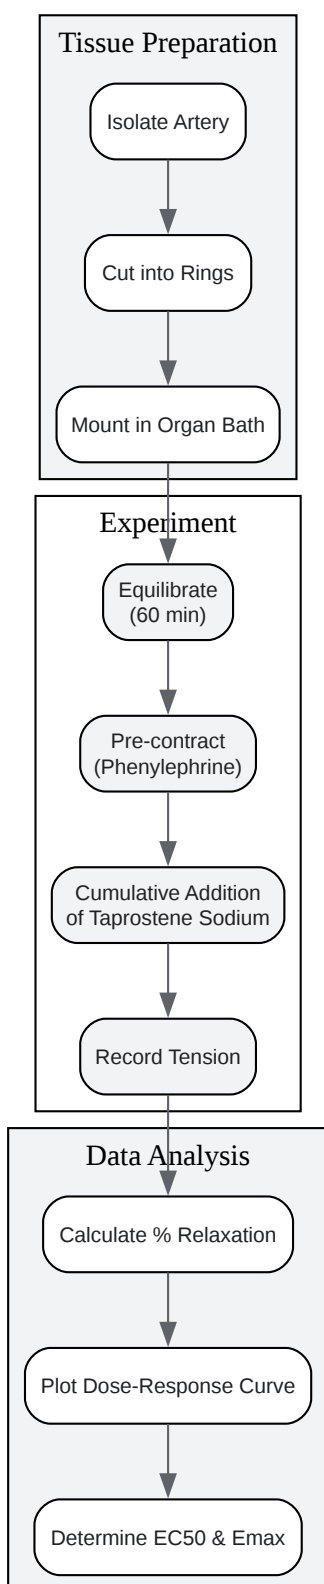 Tissue Preparation
Isolate Artery
Cut into Rings
Mount in Organ Bath
Experiment
Equilibrate
(60 min)
Pre-contract
(Phenylephrine)
Cumulative Addition
of Taprostene Sodium
Record Tension
Data Analysis
Calculate % Relaxation
Plot Dose-Response Curve
Determine EC50 & Emax